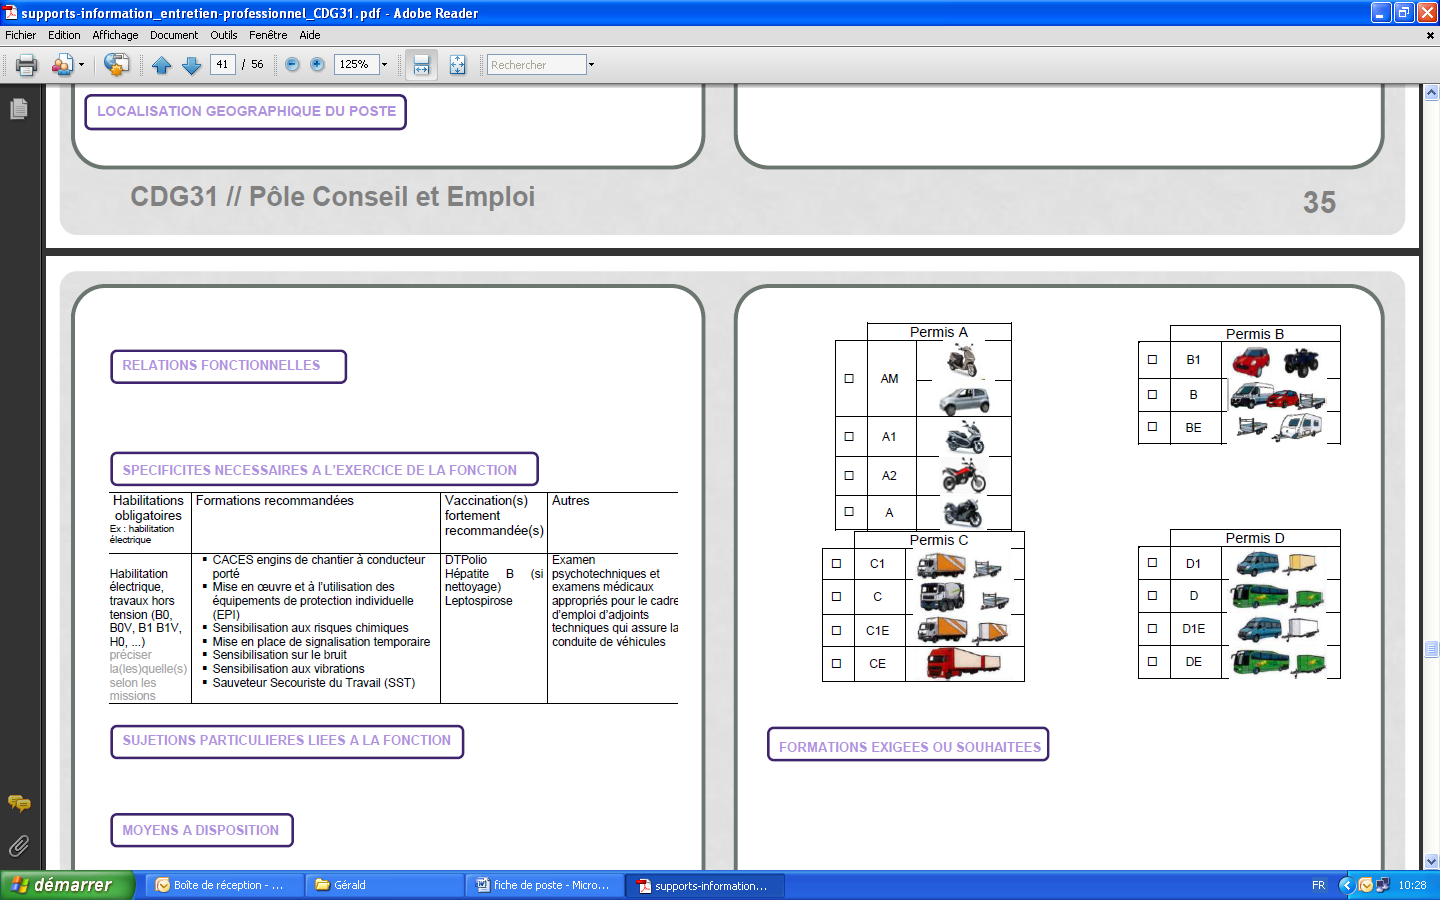 supports-information_entretien-professionnel_CDG31.pdf - Adobe Reader
Fichier Edition Affichage Document Outils Fenêtre Aide
41 / 56 125% Rechercher
LOCALISATION GEOGRAPHIQUE DU POSTE
CDG31 // Pôle Conseil et Emploi
35
RELATIONS FONCTIONNELLES
SPECIFICITES NECESSAIRES A L'EXERCICE DE LA FONCTION
Habilitations
obligatoires
Ex : habilitation
électrique
Formations recommandées
Vaccination(s)
fortement
recommandée(s)
Autres
Habilitation
électrique,
travaux hors
tension (B0,
B0V, B1 B1V,
H0, ...)
préciser
la(les)quelle(s)
selon les
missions
▪ CACES engins de chantier à conducteur
porté
▪ Mise en œuvre et à l'utilisation des
équipements de protection individuelle
(EPI)
▪ Sensibilisation aux risques chimiques
▪ Mise en place de signalisation temporaire
▪ Sensibilisation sur le bruit
▪ Sensibilisation aux vibrations
▪ Sauveteur Secouriste du Travail (SST)
DTPolio
Hépatite B (si
nettoyage)
Leptospirose
Examen
psychotechniques et
examens médicaux
appropriés pour le cadre
d'emploi d'adjoints
techniques qui assure la
conduite de véhicules
SUJETIONS PARTICULIERES LIEES A LA FONCTION
MOYENS A DISPOSITION
Permis A
AM
A1
A2
A
Permis B
B1
B
BE
Permis C
C1
C
C1E
CE
Permis D
D1
D
D1E
DE
FORMATIONS EXIGEES OU SOUHAITEES
démarrer Boîte de réception - ... Gérald fiche de poste - Micro... supports-information... FR 10:28